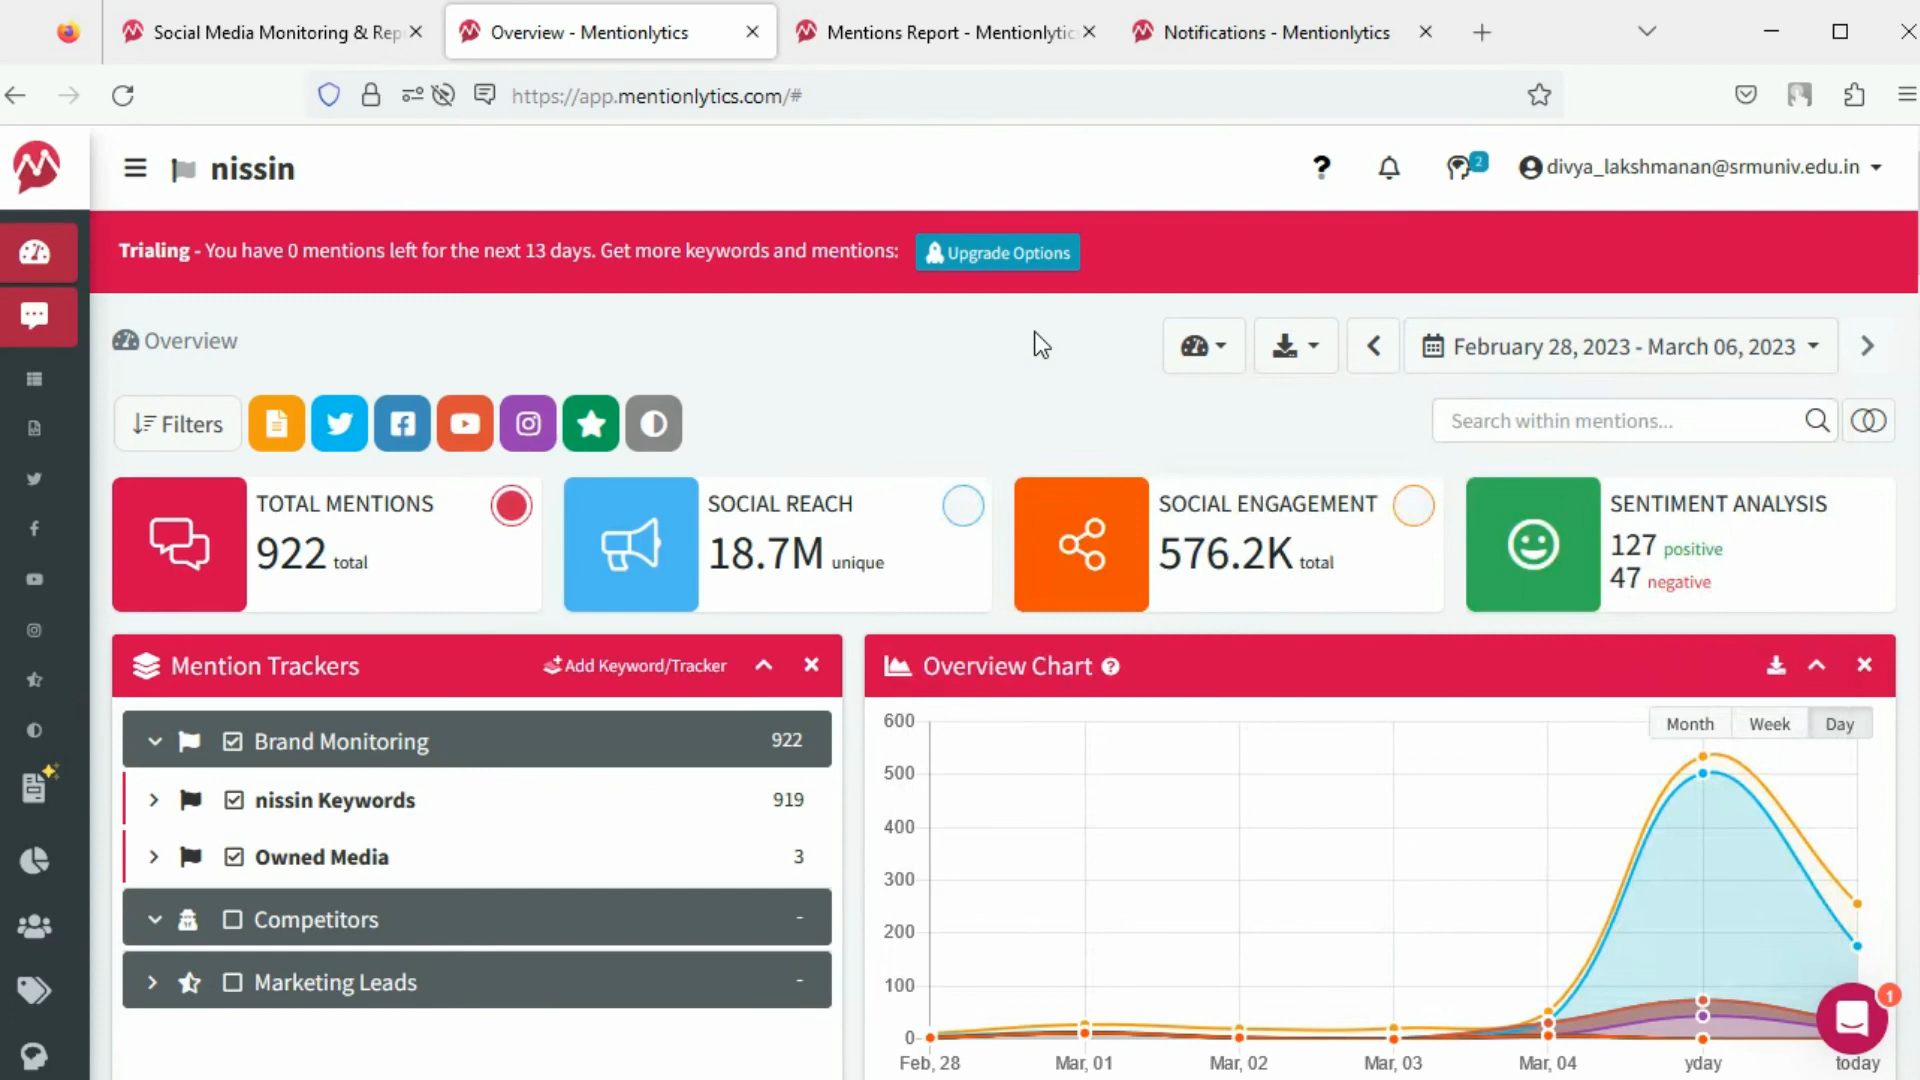 Social Media Monitoring & Rep
Overview - Mentionlytics
Mentions Report - Mentionlytic
Notifications - Mentionlytics
https://app.mentionlytics.com/#
nissin
2
divya_lakshmanan@srmuniv.edu.in
Trialing - You have 0 mentions left for the next 13 days. Get more keywords and mentions:
Upgrade Options
Overview
February 28, 2023 - March 06, 2023
Filters
Search within mentions...
TOTAL MENTIONS
922 total
SOCIAL REACH
18.7M unique
SOCIAL ENGAGEMENT
576.2K total
SENTIMENT ANALYSIS
127 positive
47 negative
Mention Trackers
Add Keyword/Tracker
Brand Monitoring 922
nissin Keywords 919
Owned Media 3
Competitors -
Marketing Leads -
Overview Chart
Month Week Day
600
500
400
300
200
100
0
Feb, 28 Mar, 01 Mar, 02 Mar, 03 Mar, 04 yday today
1